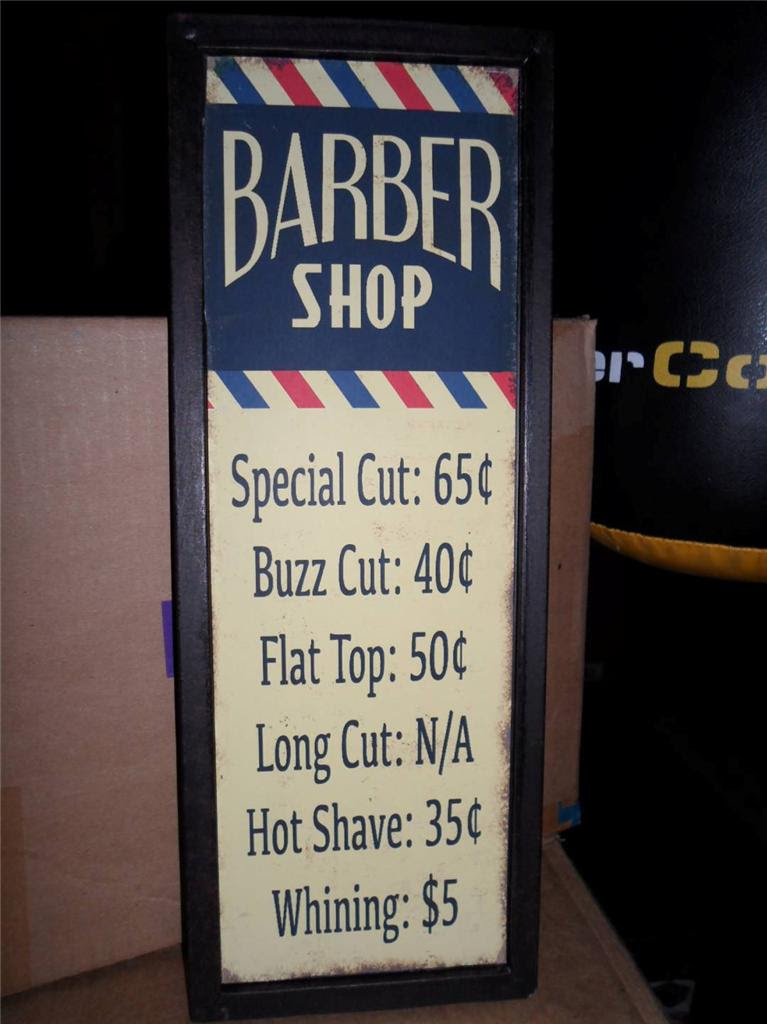 BARBER
SHOP
Special Cut: 65¢
Buzz Cut: 40¢
Flat Top: 50¢
Long Cut: N/A
Hot Shave: 35¢
Whining: $5